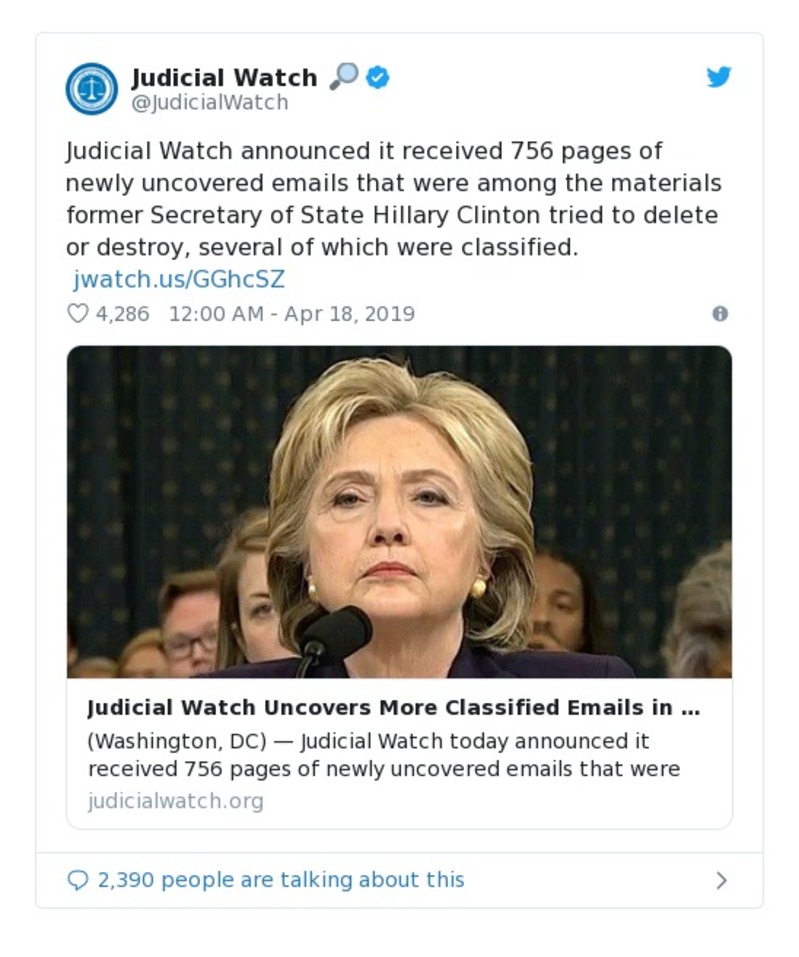 Judicial Watch 🔎
@JudicialWatch
Judicial Watch announced it received 756 pages of
newly uncovered emails that were among the materials
former Secretary of State Hillary Clinton tried to delete
or destroy, several of which were classified.
jwatch.us/GGhcSZ
4,286 12:00 AM - Apr 18, 2019
Judicial Watch Uncovers More Classified Emails in ...
(Washington, DC) — Judicial Watch today announced it
received 756 pages of newly uncovered emails that were
judicialwatch.org
2,390 people are talking about this